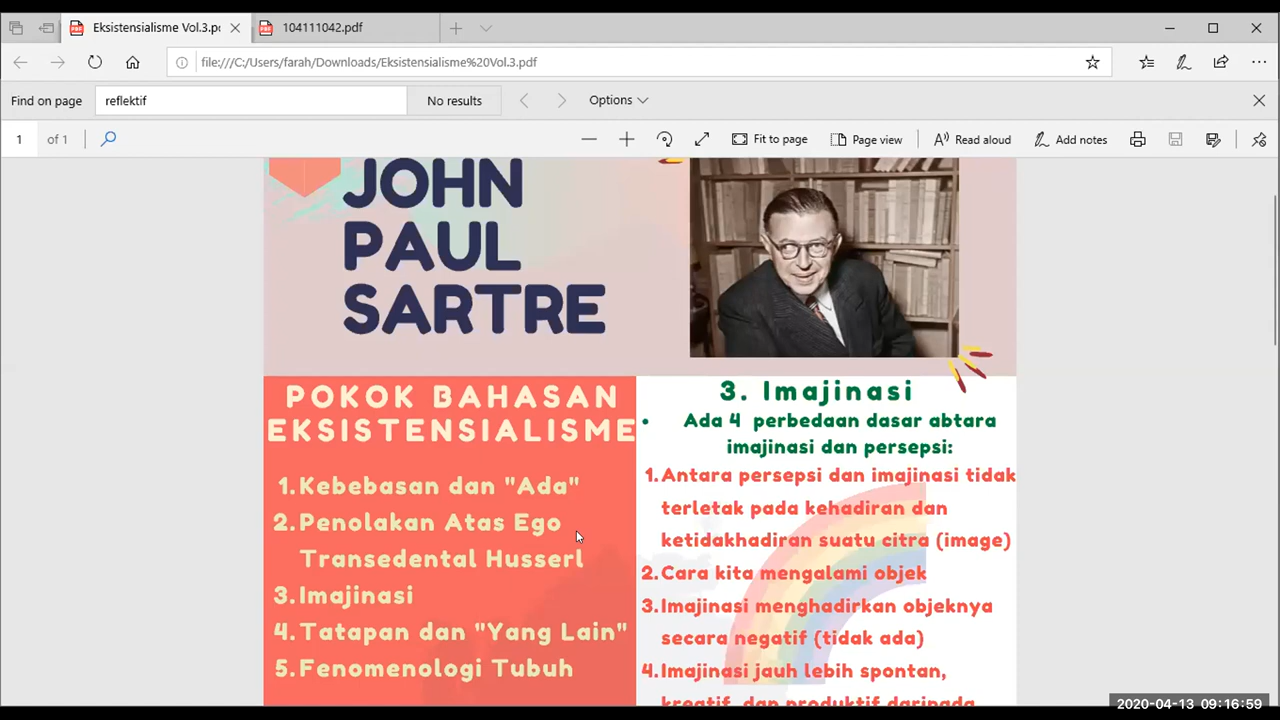 Eksistensialisme Vol.3.p
104111042.pdf
file:///C:/Users/farah/Downloads/Eksistensialisme%20Vol.3.pdf
Find on page
reflektif
No results
Options
1
of 1
Fit to page
Page view
Read aloud
Add notes
JOHN
PAUL
SARTRE
POKOK BAHASAN
EKSISTENSIALISME
1.Kebebasan dan "Ada"
2.Penolakan Atas Ego
Transedental Husserl
3.Imajinasi
4.Tatapan dan "Yang Lain"
5.Fenomenologi Tubuh
3. Imajinasi
• Ada 4 perbedaan dasar abtara
imajinasi dan persepsi:
1.Antara persepsi dan imajinasi tidak
terletak pada kehadiran dan
ketidakhadiran suatu citra (image)
2.Cara kita mengalami objek
3.Imajinasi menghadirkan objeknya
secara negatif (tidak ada)
4.Imajinasi jauh lebih spontan,
kreatif, dan produktif daripada
2020-04-13 09:16:59